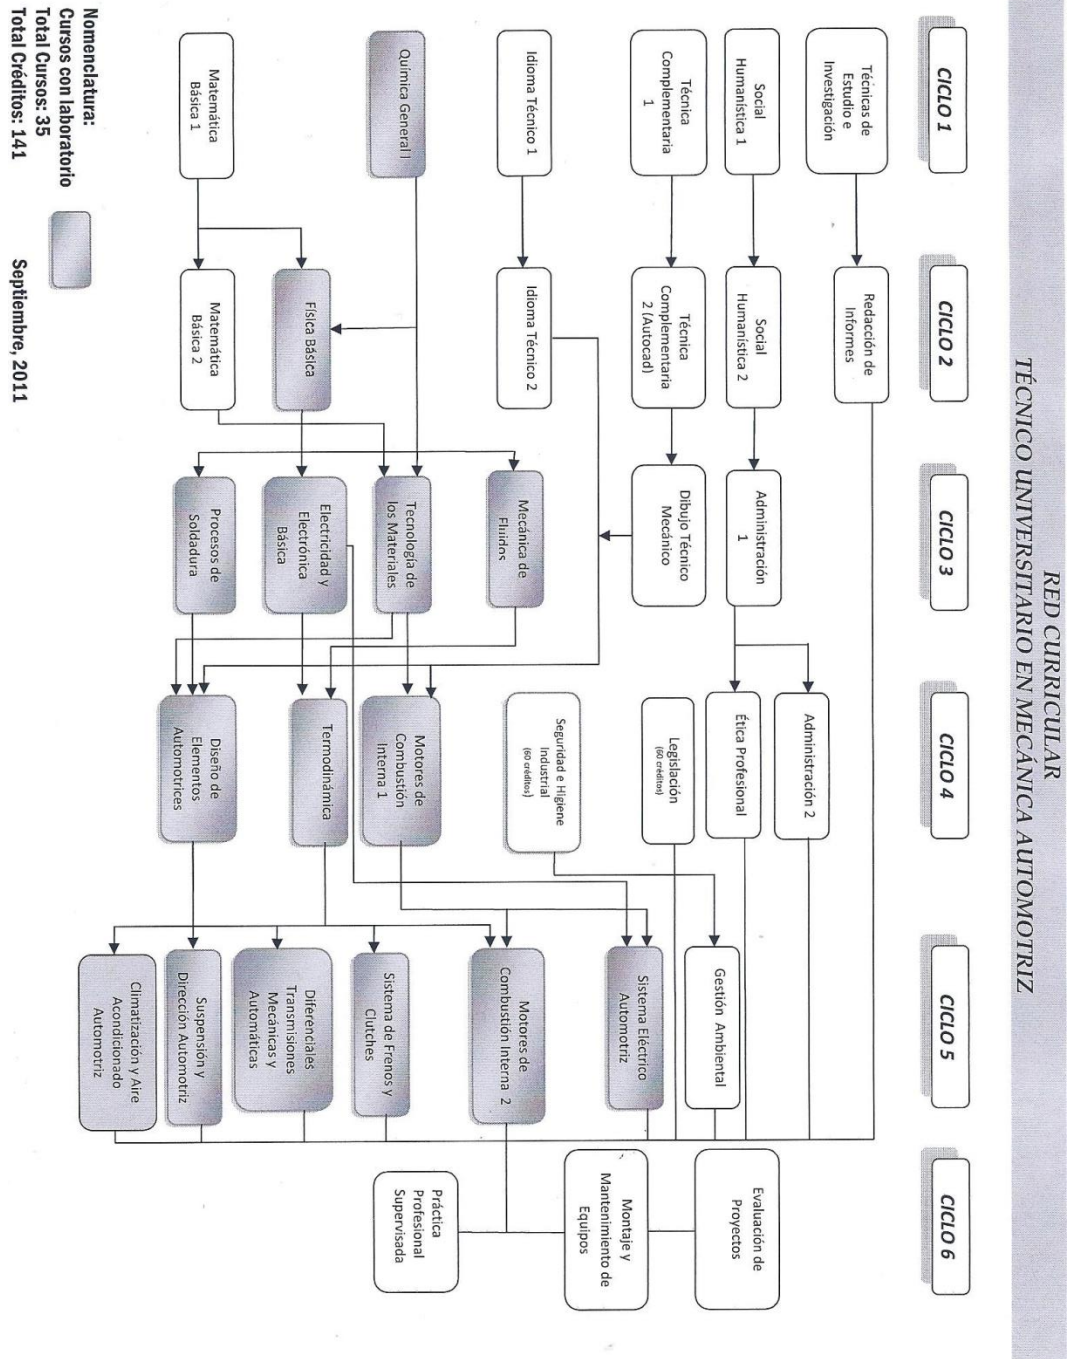 RED CURRICULAR
TÉCNICO UNIVERSITARIO EN MECÁNICA AUTOMOTRIZ
CICLO 1
CICLO 2
CICLO 3
CICLO 4
CICLO 5
CICLO 6
Técnicas de
Estudio e
Investigación
Redacción de
Informes
Social
Humanística 1
Social
Humanística 2
Administración
1
Administración 2
Ética Profesional
Técnica
Complementaria
1
Técnica
Complementaria
2 (Autocad)
Dibujo Técnico
Mecánico
Legislación
(60 créditos)
Gestión Ambiental
Evaluación de
Proyectos
Idioma Técnico 1
Idioma Técnico 2
Seguridad e Higiene
Industrial
(60 créditos)
Sistema Eléctrico
Automotriz
Montaje y
Mantenimiento de
Equipos
Química General I
Mecánica de
Fluidos
Tecnología de
los Materiales
Motores de
Combustión
Interna 1
Motores de
Combustión Interna 2
Práctica
Profesional
Supervisada
Física Básica
Electricidad y
Electrónica
Básica
Termodinámica
Sistema de Frenos y
Clutches
Diferenciales
Transmisiones
Mecánicas y
Automáticas
Matemática
Básica 1
Matemática
Básica 2
Procesos de
Soldadura
Diseño de
Elementos
Automotrices
Suspensión y
Dirección Automotriz
Climatización y Aire
Acondicionado
Automotriz
Nomenclatura:
Cursos con laboratorio
Total Cursos: 35
Total Créditos: 141
Septiembre, 2011